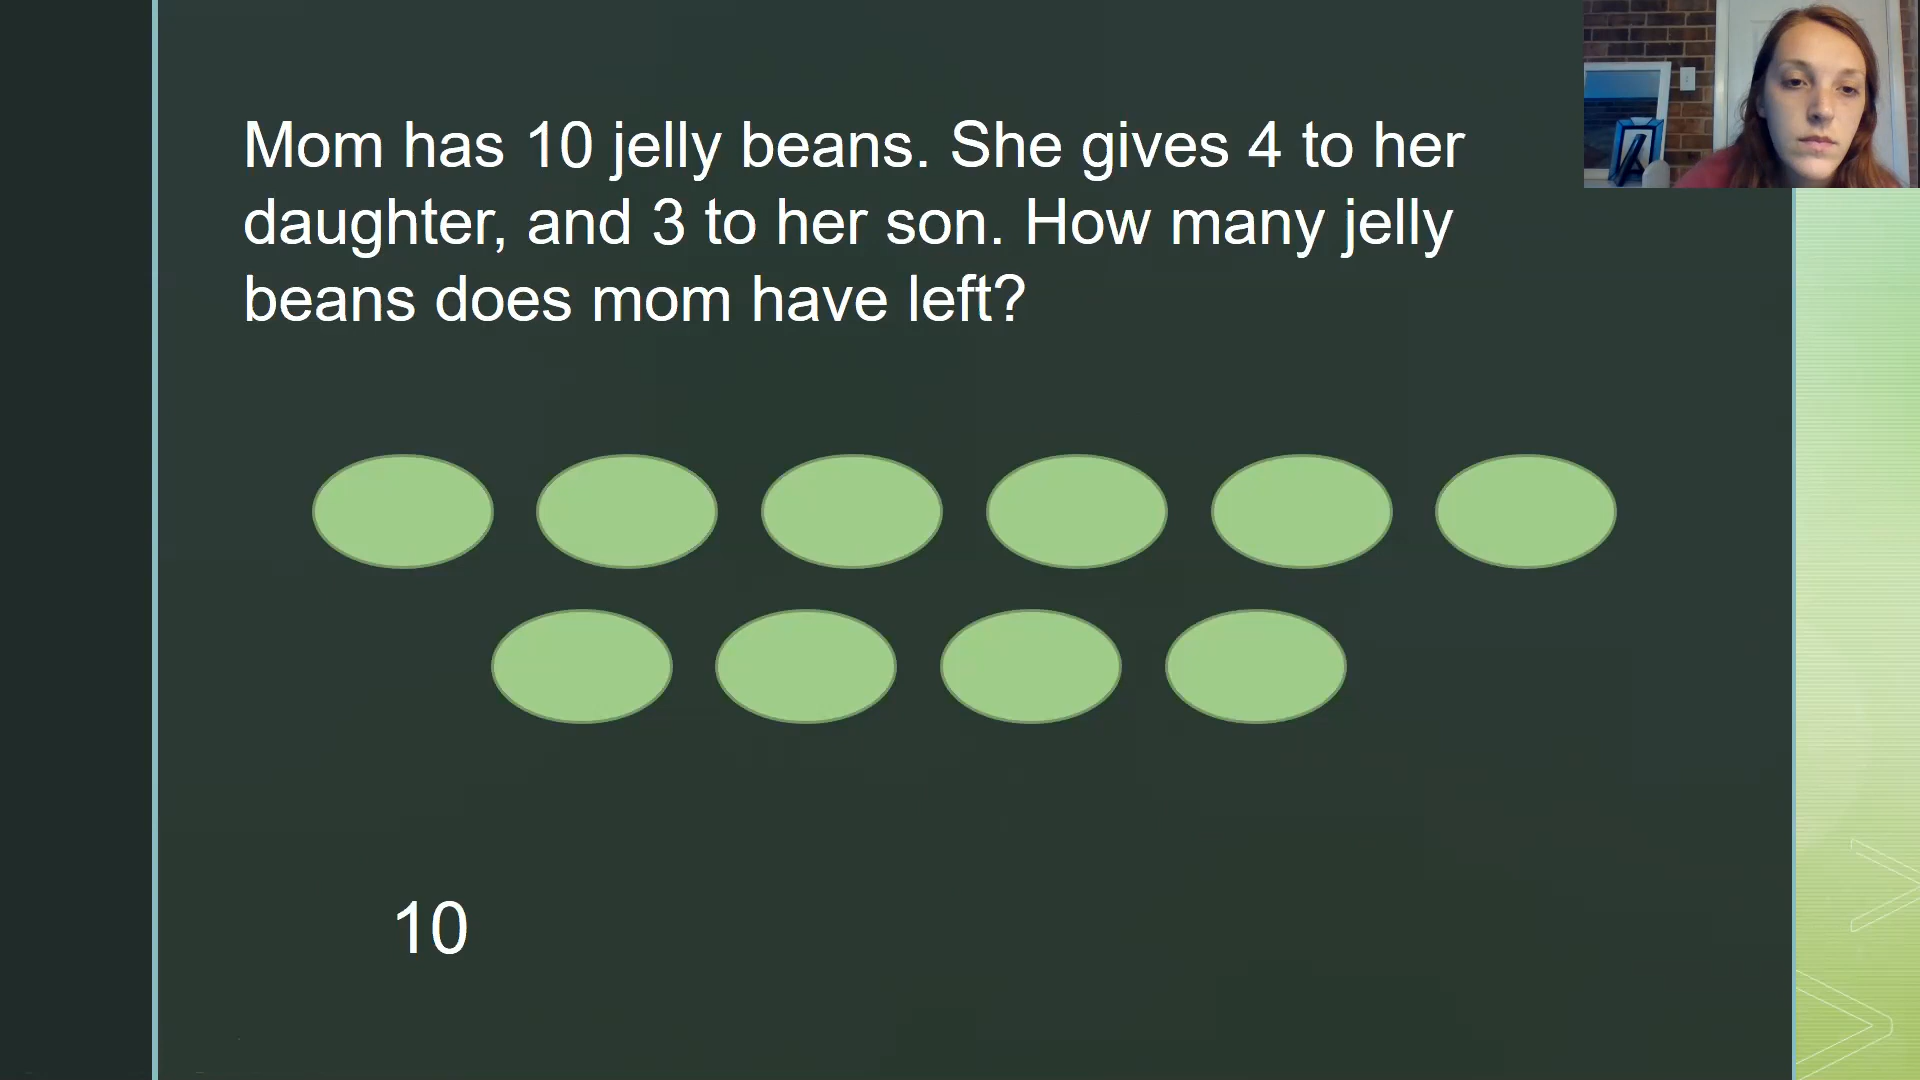 Mom has 10 jelly beans. She gives 4 to her
daughter, and 3 to her son. How many jelly
beans does mom have left?
10